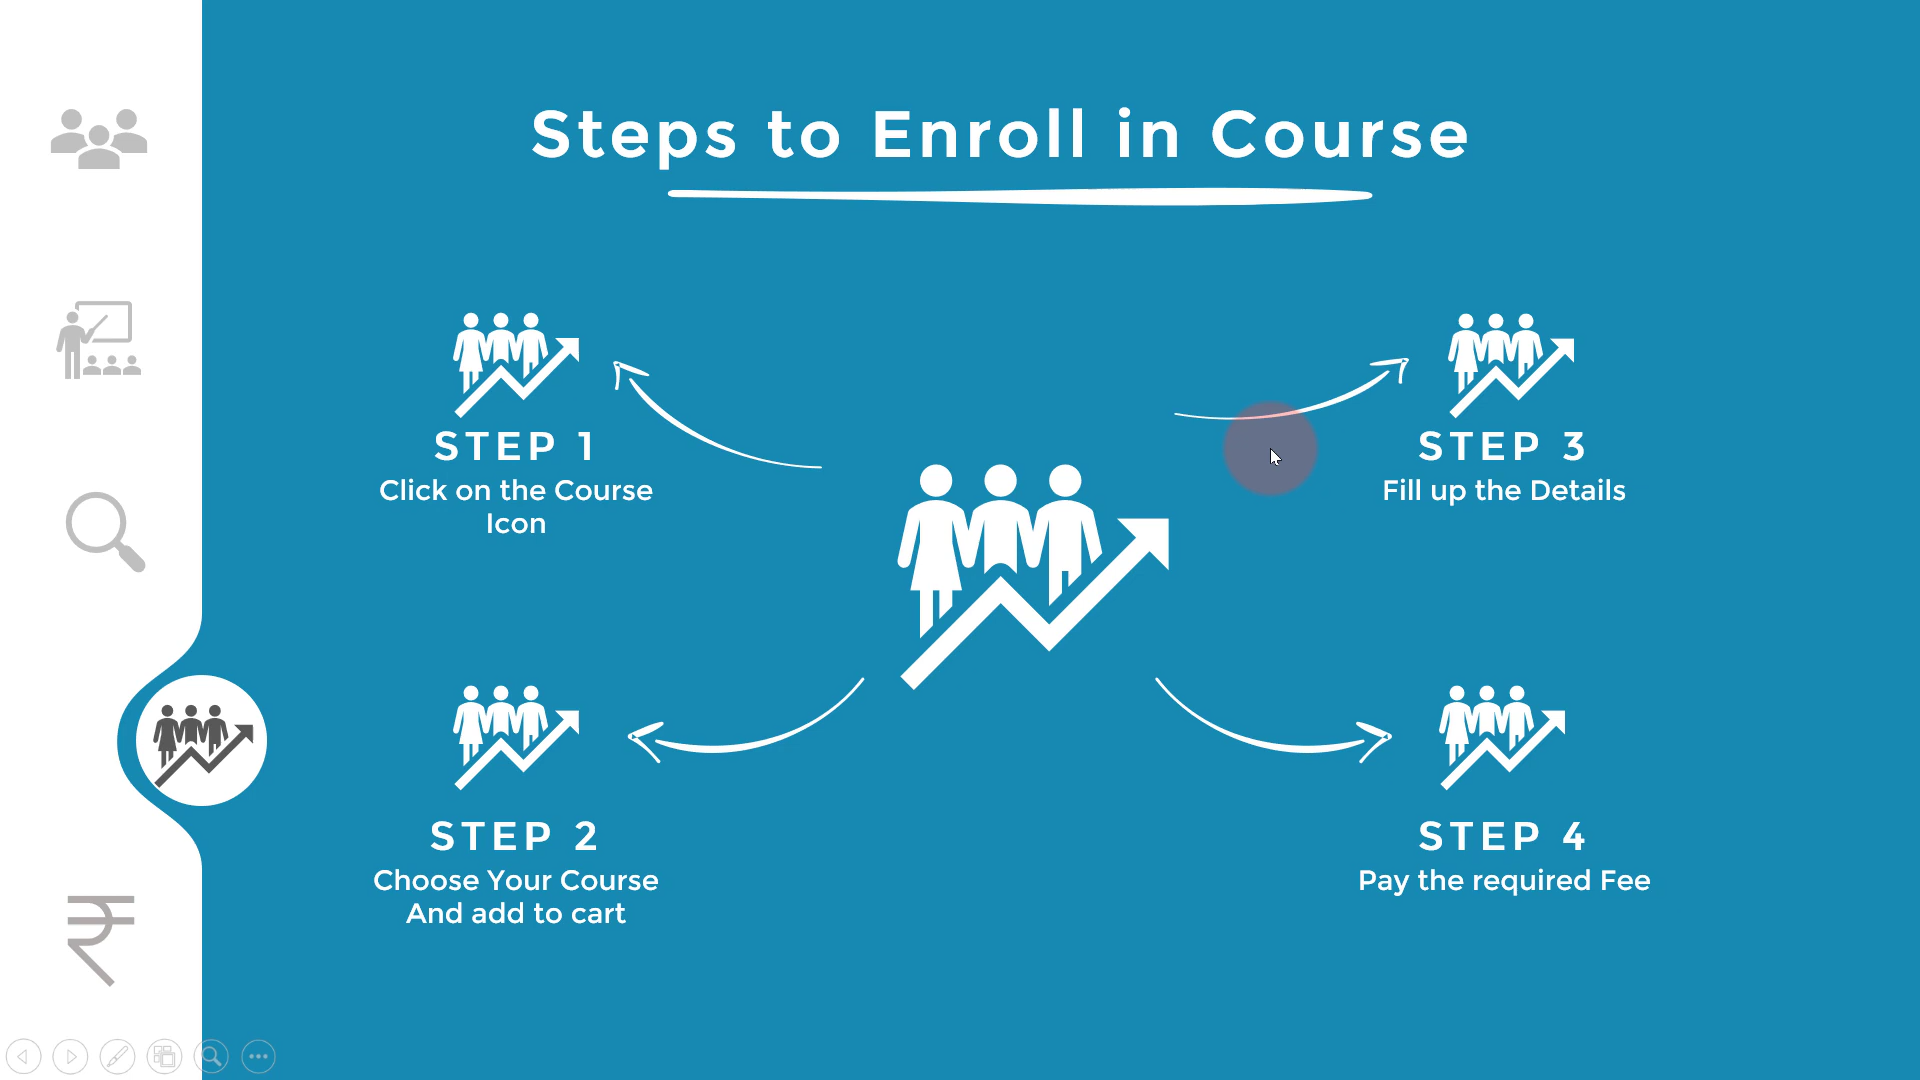 Steps to Enroll in Course
STEP 1
Click on the Course
Icon
STEP 2
Choose Your Course
And add to cart
STEP 3
Fill up the Details
STEP 4
Pay the required Fee